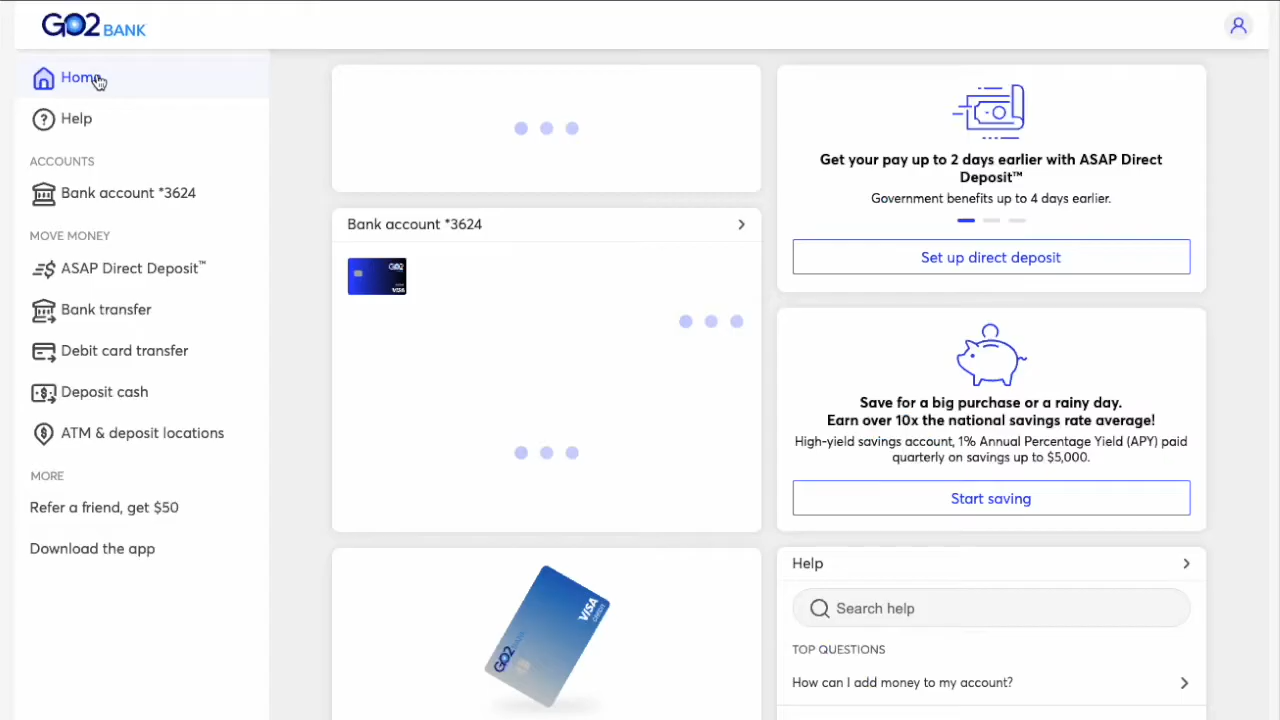 GO2 BANK
Home
Help
ACCOUNTS
Bank account *3624
MOVE MONEY
ASAP Direct Deposit™
Bank transfer
Debit card transfer
Deposit cash
ATM & deposit locations
MORE
Refer a friend, get $50
Download the app
Bank account *3624
GO2
VISA
VISA
DEBIT
GO2BANK
Get your pay up to 2 days earlier with ASAP Direct
Deposit™
Government benefits up to 4 days earlier.
Set up direct deposit
Save for a big purchase or a rainy day.
Earn over 10x the national savings rate average!
High-yield savings account, 1% Annual Percentage Yield (APY) paid
quarterly on savings up to $5,000.
Start saving
Help
Search help
TOP QUESTIONS
How can I add money to my account?